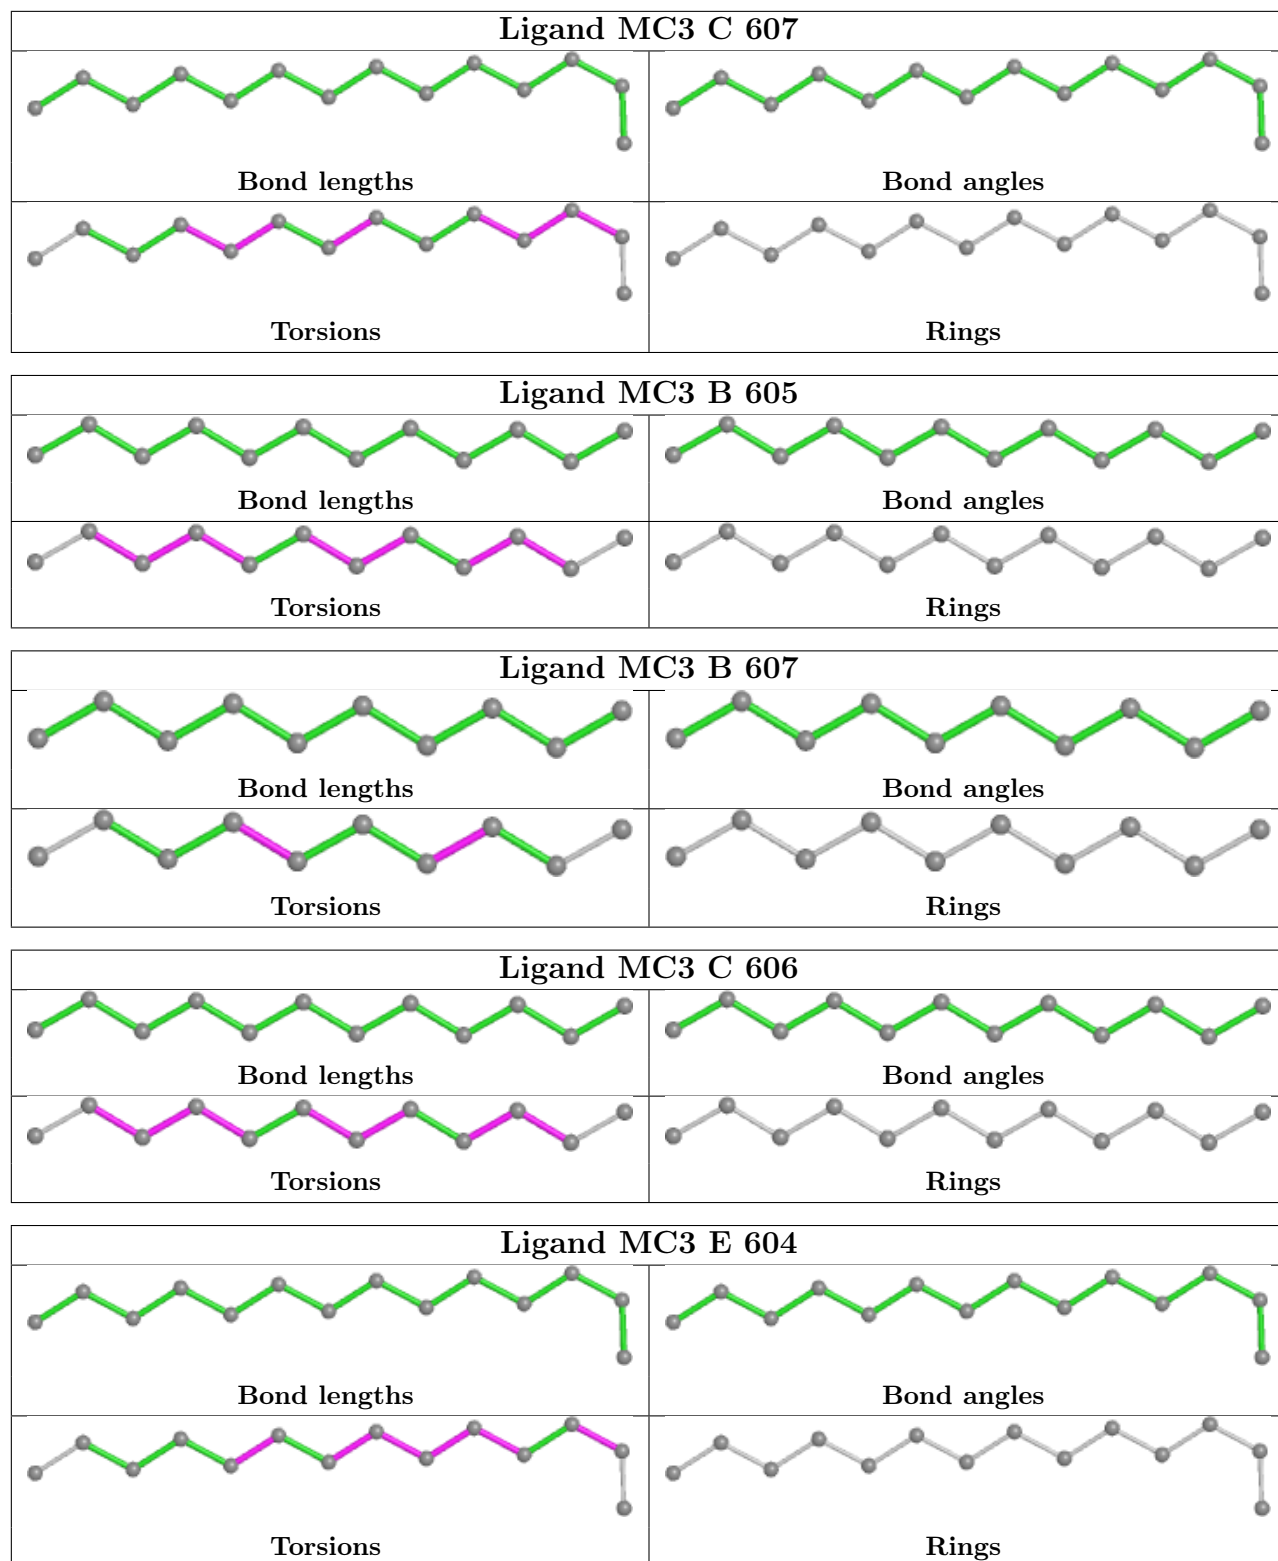 Ligand MC3 C 607
Bond lengths
Bond angles
Torsions
Rings
Ligand MC3 B 605
Bond lengths
Bond angles
Torsions
Rings
Ligand MC3 B 607
Bond lengths
Bond angles
Torsions
Rings
Ligand MC3 C 606
Bond lengths
Bond angles
Torsions
Rings
Ligand MC3 E 604
Bond lengths
Bond angles
Torsions
Rings